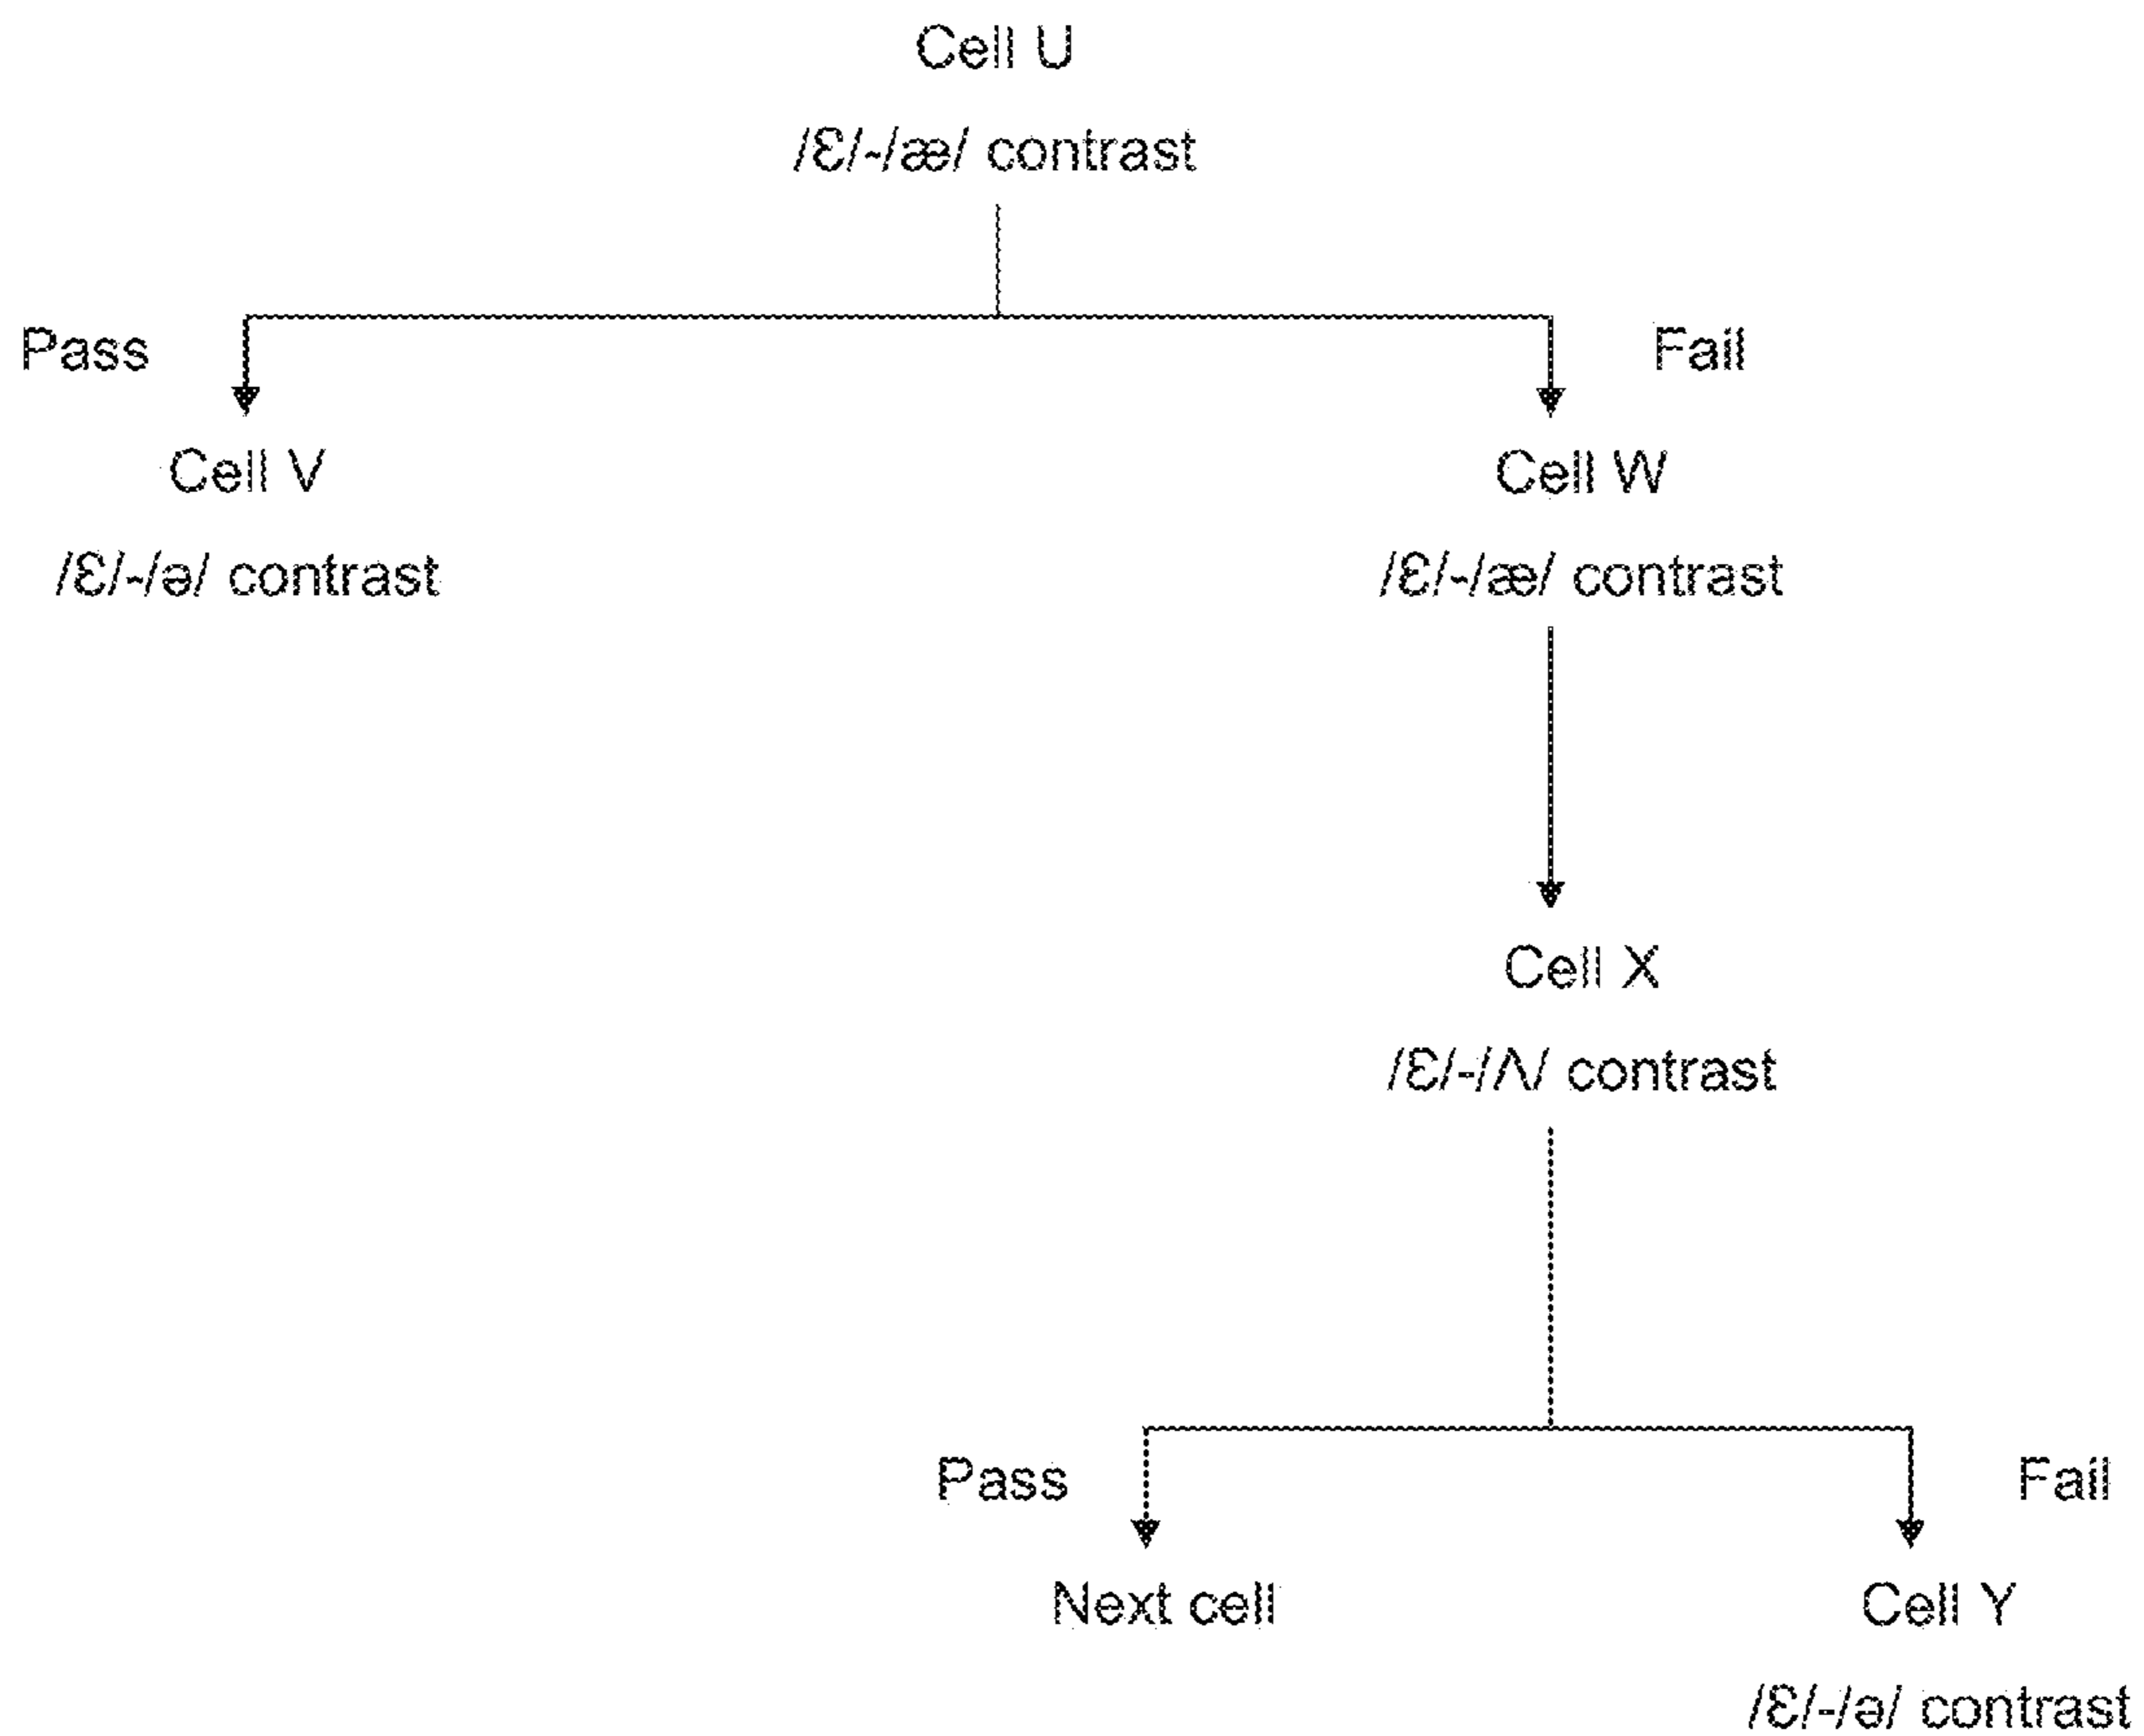 Cell U
/Ɛ/-/æ/ contrast
Pass
Fail
Cell V
Cell W
/Ɛ/-/ə/ contrast
/Ɛ/-/æ/ contrast
Cell X
/Ɛ/-/Λ/ contrast
Pass
Fail
Next cell
Cell Y
/Ɛ/-/ə/ contrast